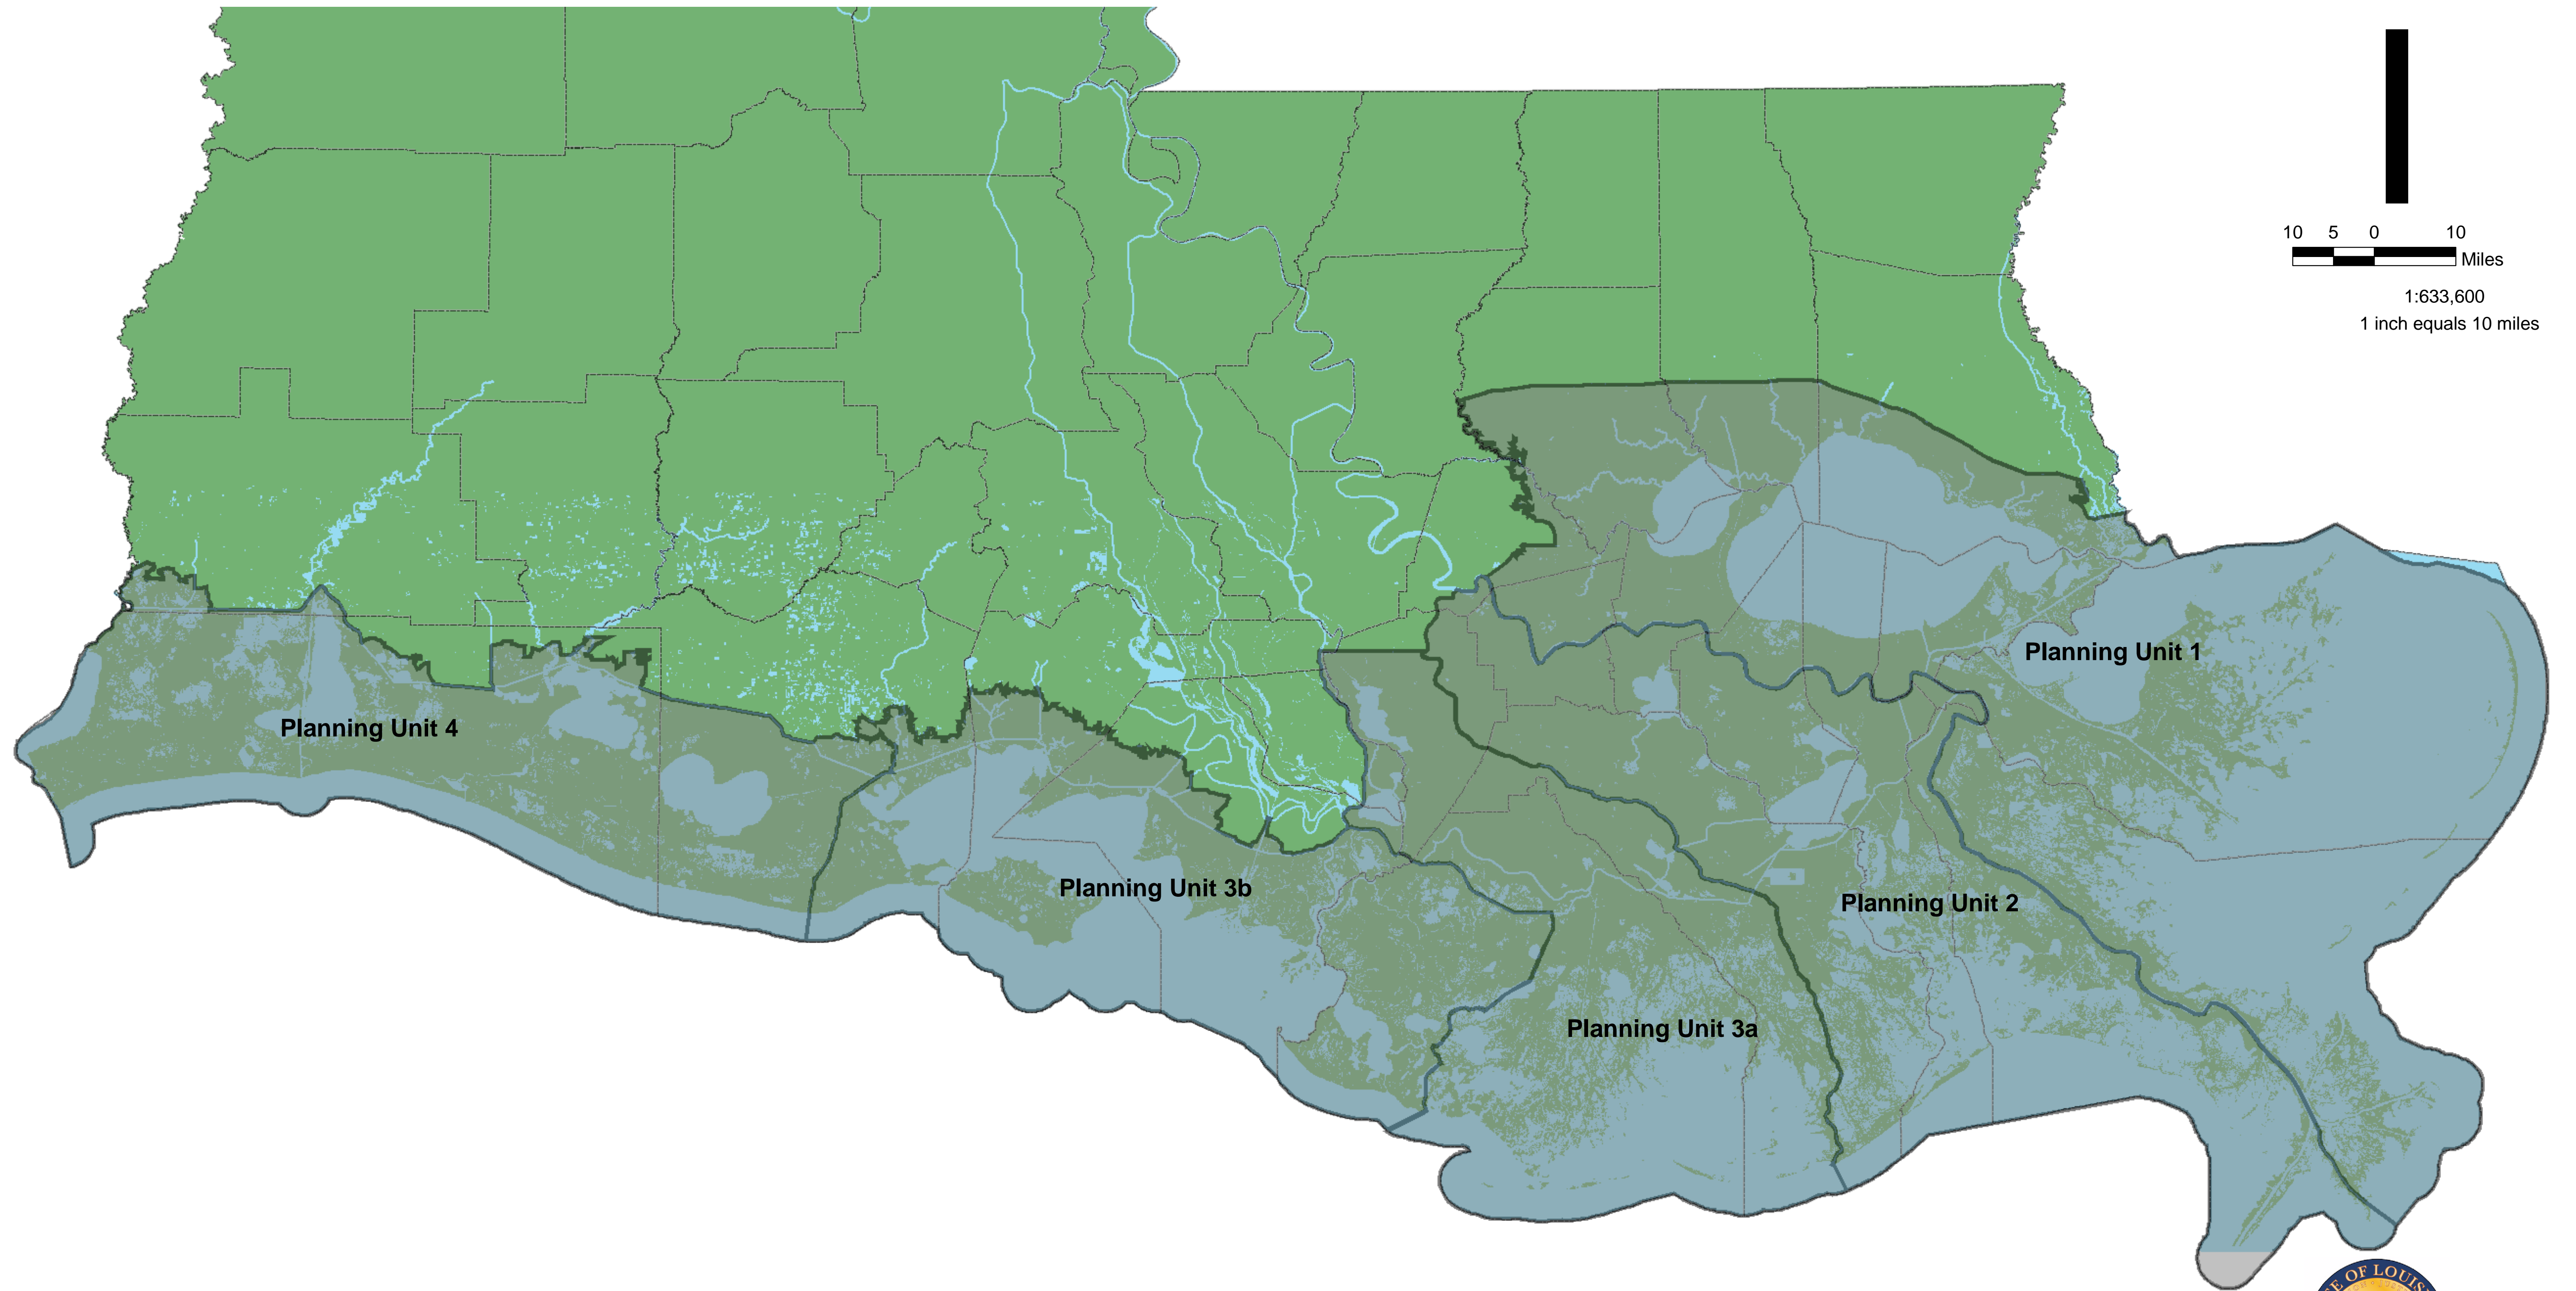 10 5 0 10
Miles
1:633,600
1 inch equals 10 miles
Planning Unit 1
Planning Unit 4
Planning Unit 3b
Planning Unit 2
Planning Unit 3a
OF